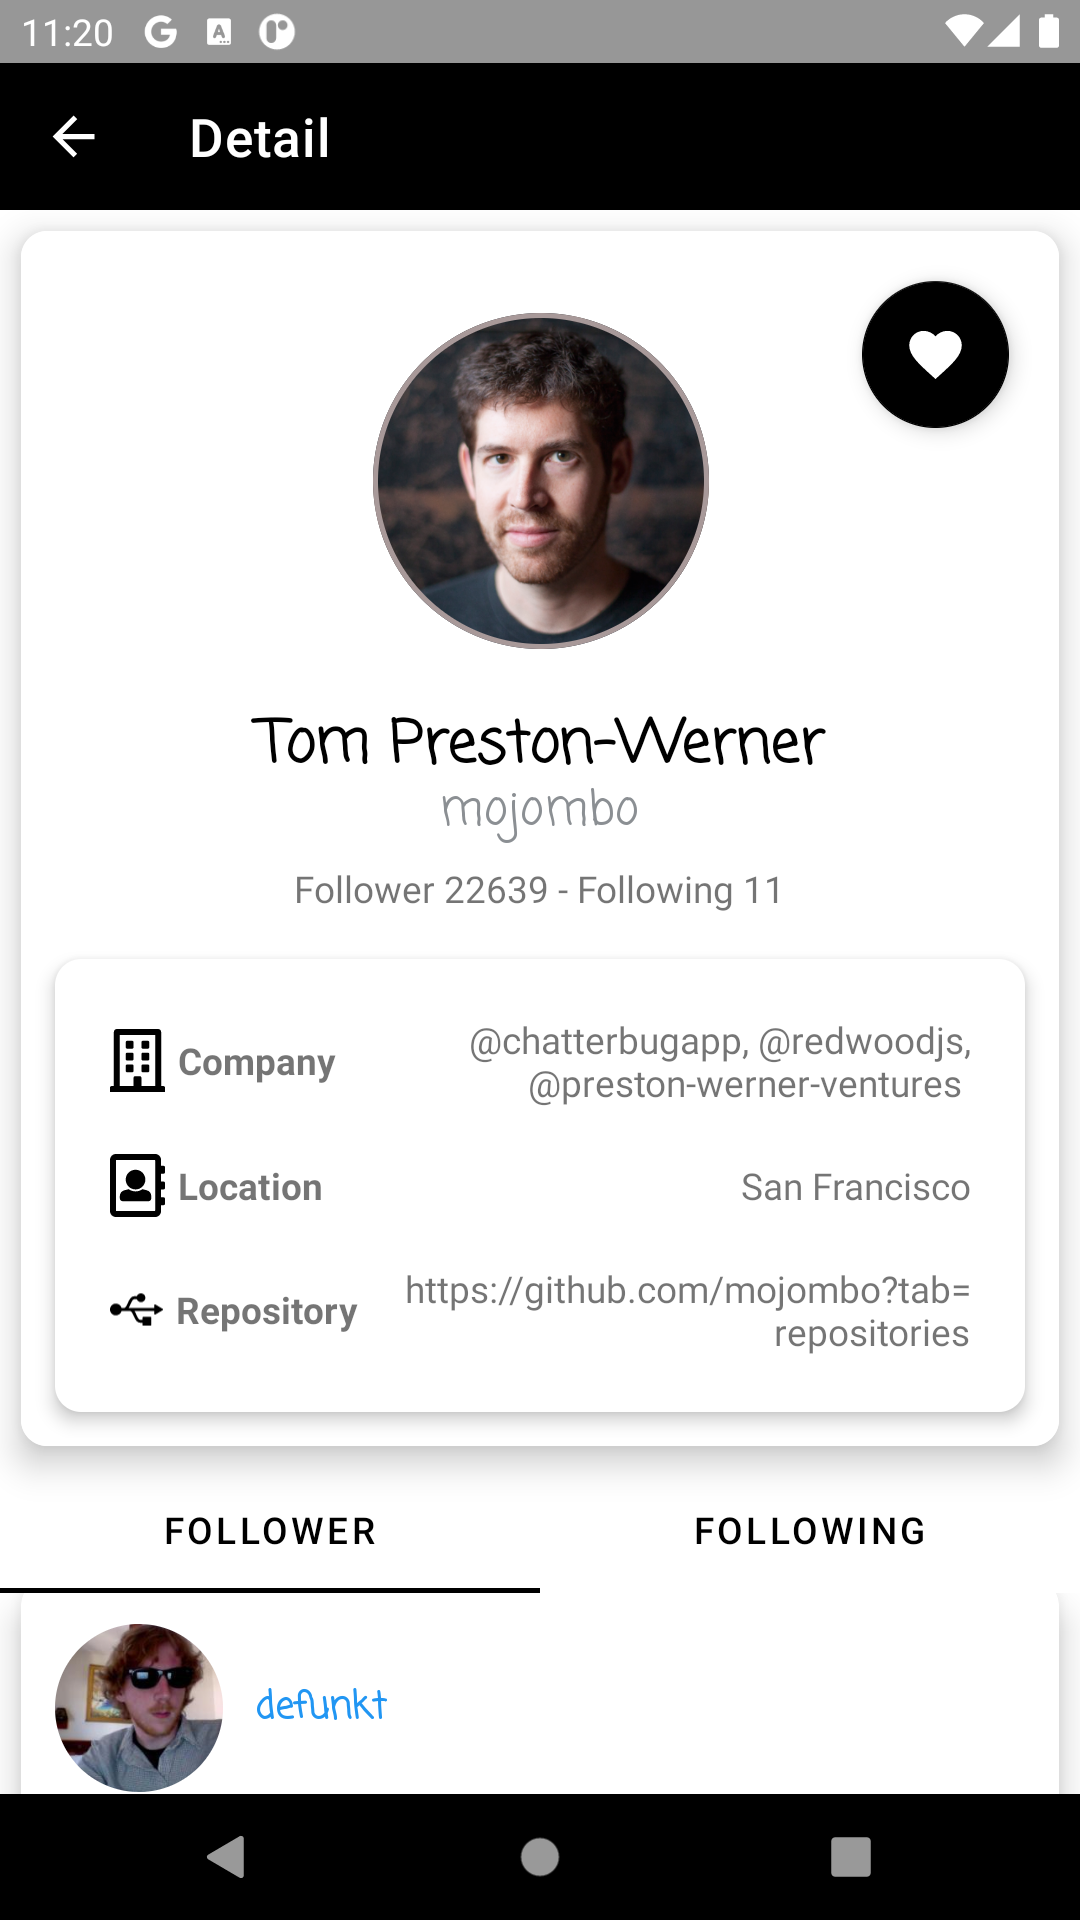 11:20
Detail
Tom Preston-Werner
mojombo
Follower 22639 - Following 11
Company
@chatterbugapp, @redwoodjs,
@preston-werner-ventures
Location
San Francisco
Repository
https://github.com/mojombo?tab=
repositories
FOLLOWER
FOLLOWING
defunkt